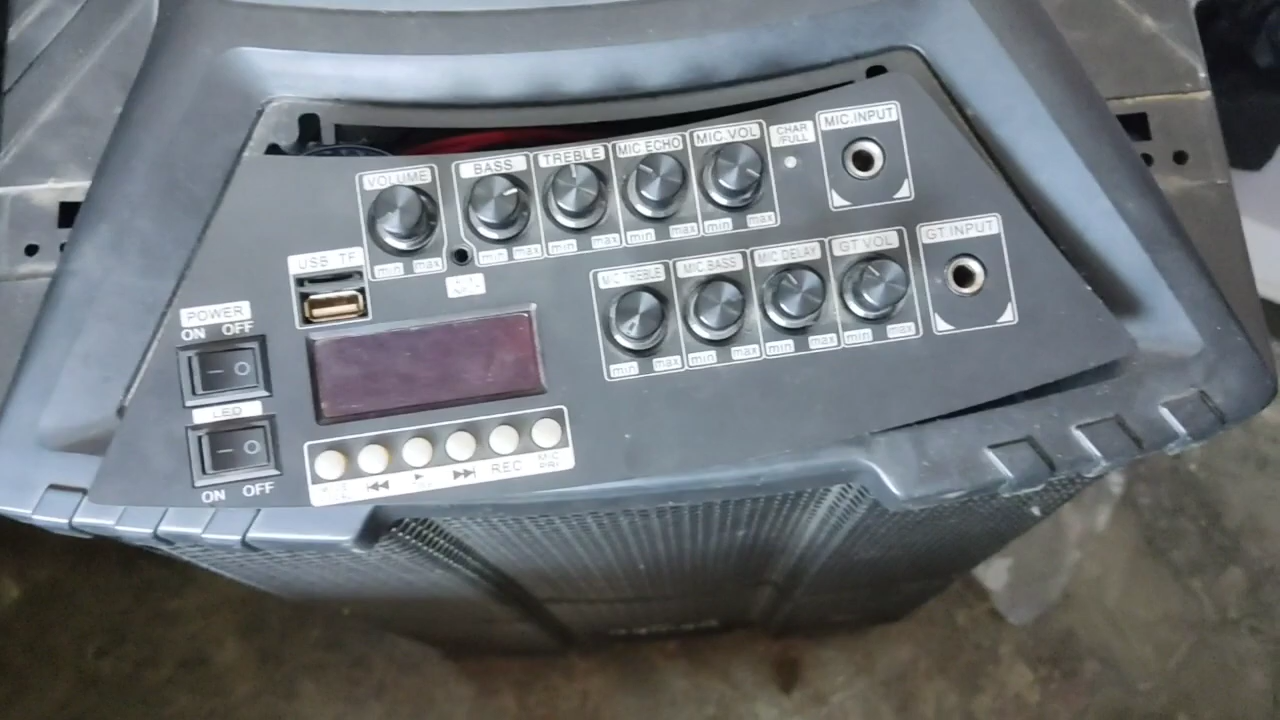 VOLUME
min max
BASS
min max
TREBLE
min max
MIC ECHO
min max
MIC.VOL
min max
CHAR
/FULL
MIC.INPUT
USB TF
MIC TREBLE
min max
MIC BASS
min max
MIC DELAY
min max
GT VOL
min max
GT INPUT
POWER
ON OFF
LED
ON OFF
REC
MIC
PRI